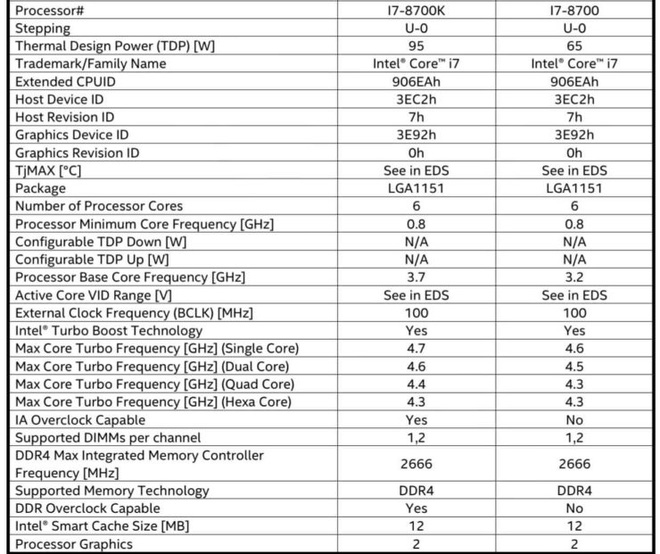 Processor# I7-8700K I7-8700
Stepping U-0 U-0
Thermal Design Power (TDP) [W] 95 65
Trademark/Family Name Intel® Core™ i7 Intel® Core™ i7
Extended CPUID 906EAh 906EAh
Host Device ID 3EC2h 3EC2h
Host Revision ID 7h 7h
Graphics Device ID 3E92h 3E92h
Graphics Revision ID 0h 0h
TjMAX [°C] See in EDS See in EDS
Package LGA1151 LGA1151
Number of Processor Cores 6 6
Processor Minimum Core Frequency [GHz] 0.8 0.8
Configurable TDP Down [W] N/A N/A
Configurable TDP Up [W] N/A N/A
Processor Base Core Frequency [GHz] 3.7 3.2
Active Core VID Range [V] See in EDS See in EDS
External Clock Frequency (BCLK) [MHz] 100 100
Intel® Turbo Boost Technology Yes Yes
Max Core Turbo Frequency [GHz] (Single Core) 4.7 4.6
Max Core Turbo Frequency [GHz] (Dual Core) 4.6 4.5
Max Core Turbo Frequency [GHz] (Quad Core) 4.4 4.3
Max Core Turbo Frequency [GHz] (Hexa Core) 4.3 4.3
IA Overclock Capable Yes No
Supported DIMMs per channel 1,2 1,2
DDR4 Max Integrated Memory Controller
Frequency [MHz] 2666 2666
Supported Memory Technology DDR4 DDR4
DDR Overclock Capable Yes No
Intel® Smart Cache Size [MB] 12 12
Processor Graphics 2 2